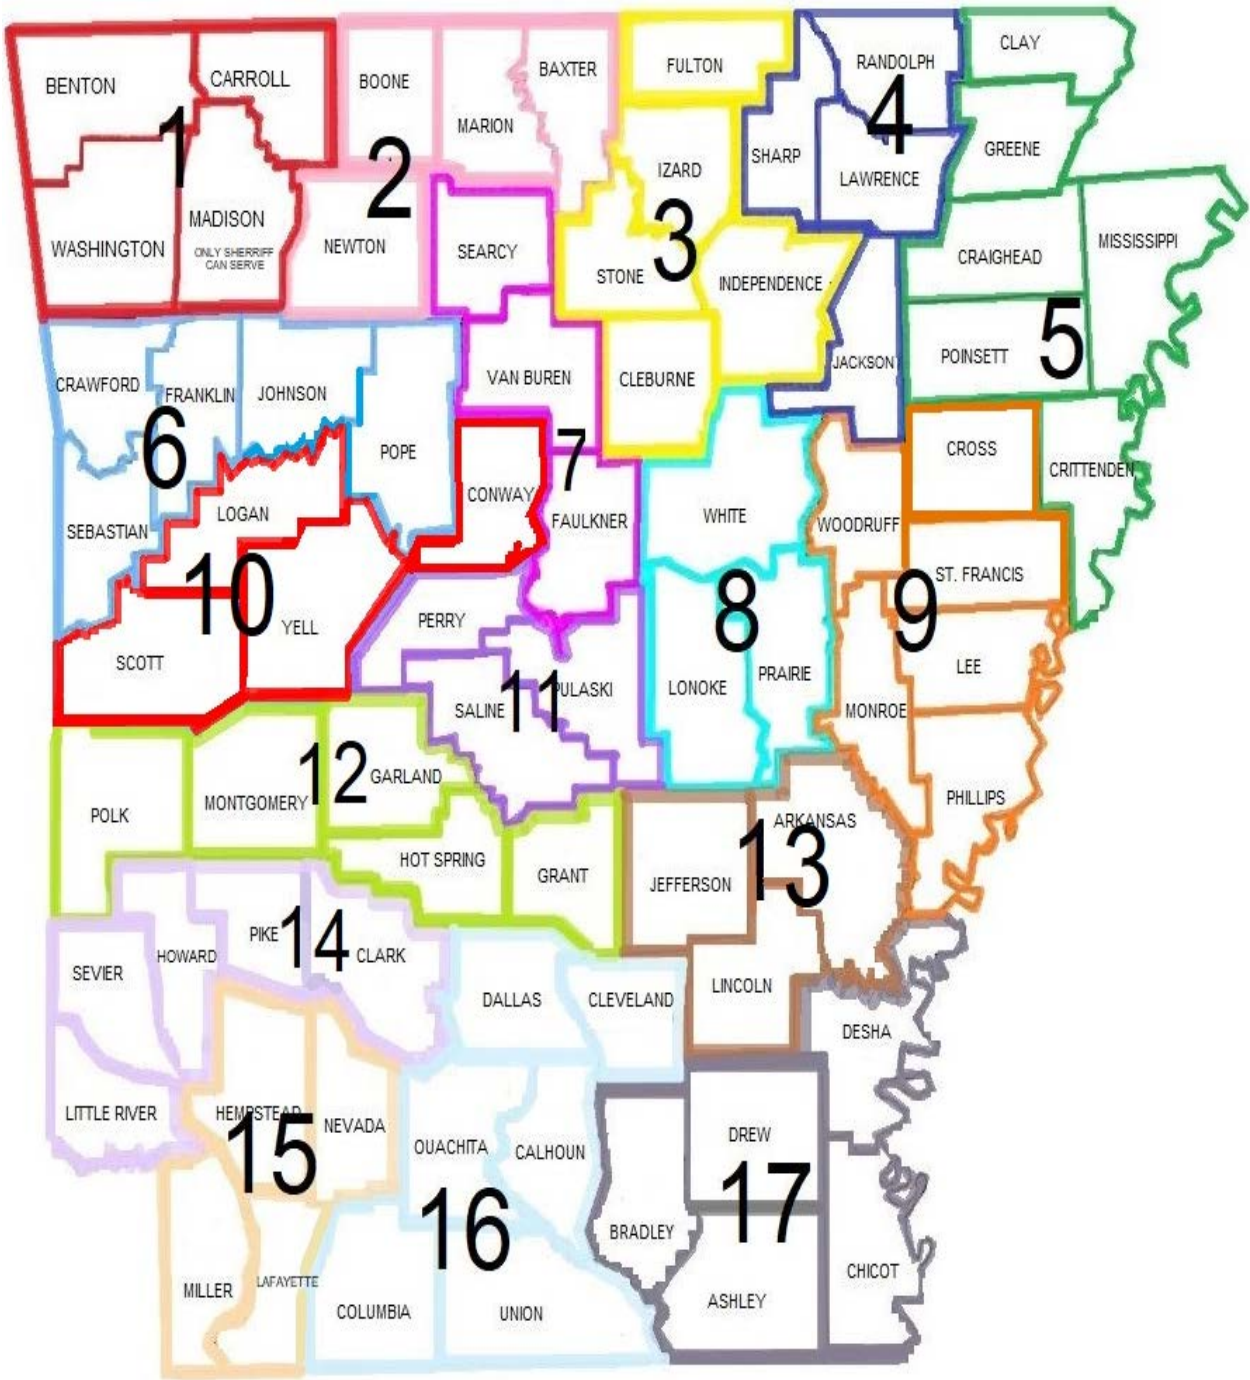 BENTON
CARROLL
1
WASHINGTON
MADISON
ONLY SHERRIFF
CAN SERVE
BOONE
MARION
BAXTER
2
NEWTON
FULTON
IZARD
3
STONE
INDEPENDENCE
CLEBURNE
SHARP
RANDOLPH
4
LAWRENCE
JACKSON
CLAY
GREENE
CRAIGHEAD
MISSISSIPPI
POINSETT
5
CRITTENDEN
CRAWFORD
FRANKLIN
JOHNSON
6
POPE
SEBASTIAN
SEARCY
VAN BUREN
7
FAULKNER
WHITE
8
LONOKE
PRAIRIE
CROSS
WOODRUFF
ST. FRANCIS
9
LEE
MONROE
PHILLIPS
CONWAY
LOGAN
10
YELL
SCOTT
PERRY
PULASKI
11
SALINE
12
GARLAND
MONTGOMERY
POLK
HOT SPRING
GRANT
ARKANSAS
13
JEFFERSON
LINCOLN
PIKE
14
CLARK
HOWARD
SEVIER
LITTLE RIVER
HEMPSTEAD
15
NEVADA
MILLER
LAFAYETTE
DALLAS
CLEVELAND
OUACHITA
CALHOUN
16
COLUMBIA
UNION
DESHA
DREW
17
BRADLEY
ASHLEY
CHICOT